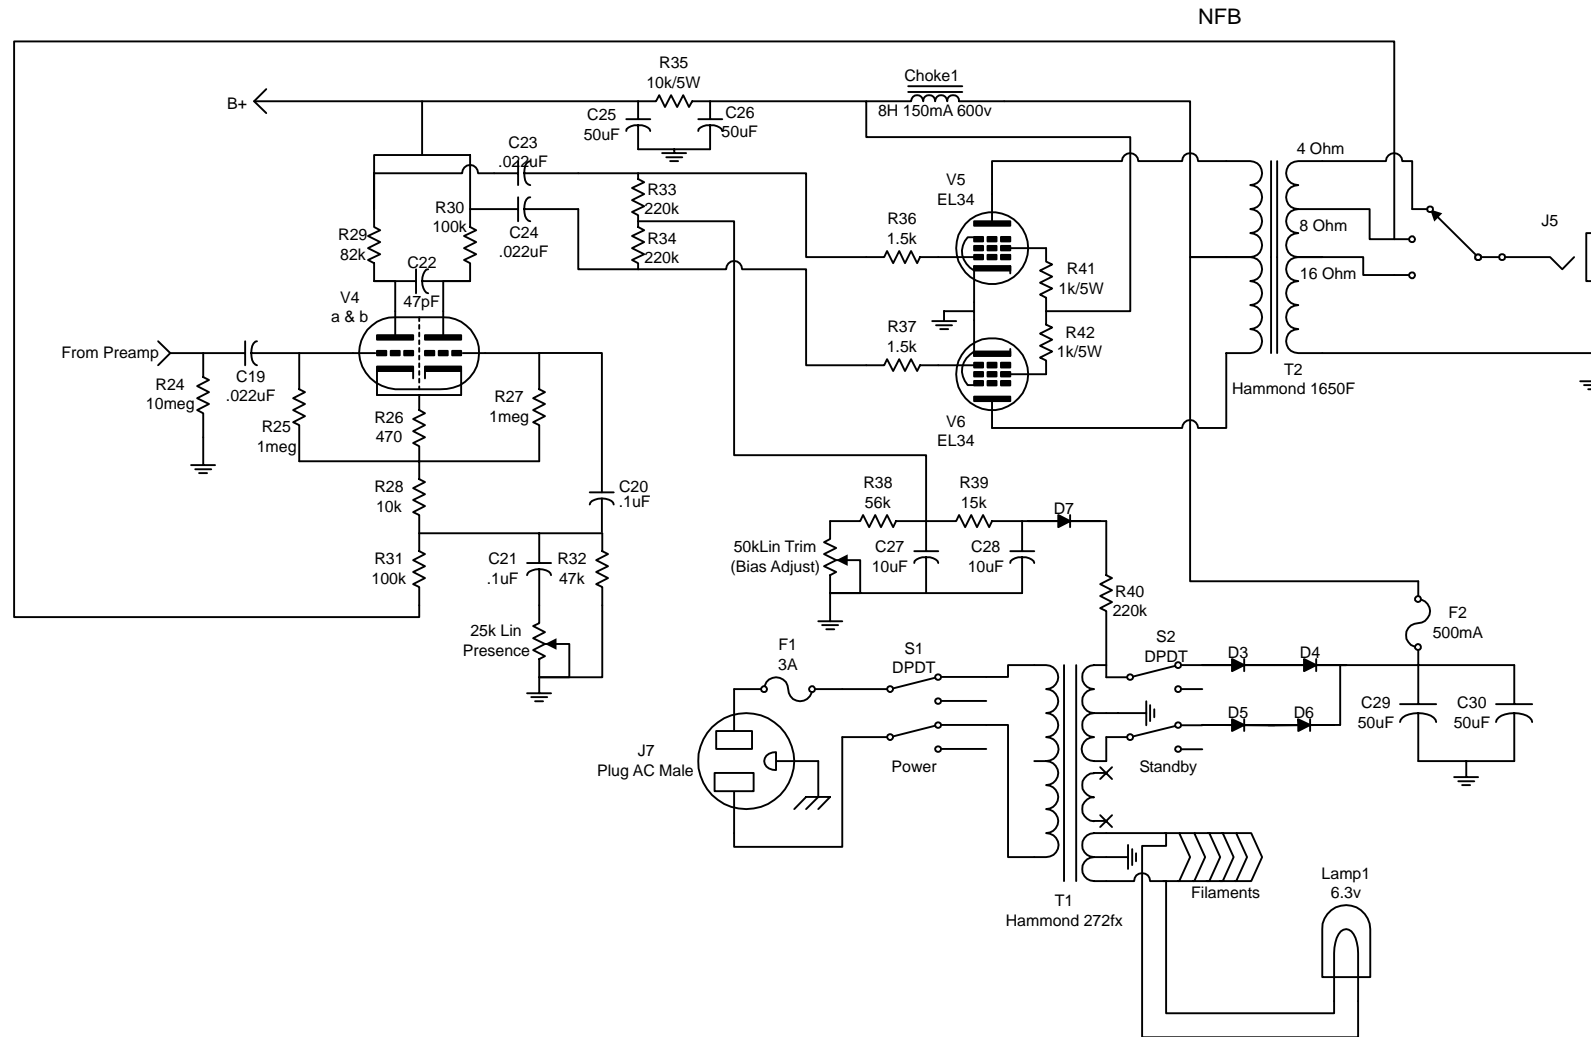 NFB
B+
R35
10k/5W
C25
50uF
C26
50uF
Choke1
8H 150mA 600v
C23
.022uF
C24
.022uF
R33
220k
R34
220k
R29
82k
R30
100k
C22
47pF
V4
a & b
From Preamp
R24
10meg
C19
.022uF
R25
1meg
R26
470
R27
1meg
R28
10k
C20
.1uF
R31
100k
C21
.1uF
R32
47k
25k Lin
Presence
V5
EL34
R36
1.5k
R37
1.5k
R41
1k/5W
R42
1k/5W
V6
EL34
4 Ohm
8 Ohm
16 Ohm
J5
T2
Hammond 1650F
R38
56k
R39
15k
D7
50kLin Trim
(Bias Adjust)
C27
10uF
C28
10uF
R40
220k
F2
500mA
F1
3A
S1
DPDT
S2
DPDT
D3
D4
D5
D6
C29
50uF
C30
50uF
J7
Plug AC Male
Power
Standby
T1
Hammond 272fx
Filaments
Lamp1
6.3v